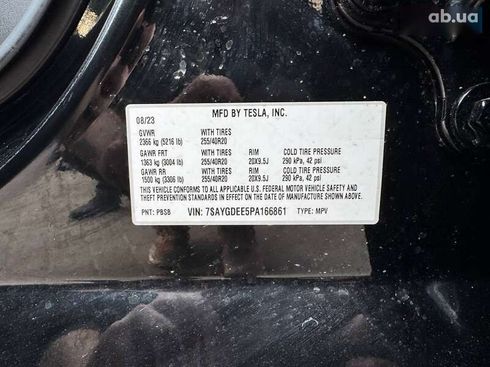 ab.ua
MFD BY TESLA, INC.
08/23
GVWR WITH TIRES
2366 kg (5216 lb) 255/40R20
GAWR FRT WITH TIRES RIM COLD TIRE PRESSURE
1363 kg (3004 lb) 255/40R20 20X9.5J 290 kPa, 42 psi
GAWR RR WITH TIRES RIM COLD TIRE PRESSURE
1500 kg (3306 lb) 255/40R20 20X9.5J 290 kPa, 42 psi
THIS VEHICLE CONFORMS TO ALL APPLICABLE U.S. FEDERAL MOTOR VEHICLE SAFETY AND
THEFT PREVENTION STANDARDS IN EFFECT ON THE DATE OF MANUFACTURE SHOWN ABOVE.
PNT: PBSB VIN: 7SAYGDEE5PA166861 TYPE: MPV